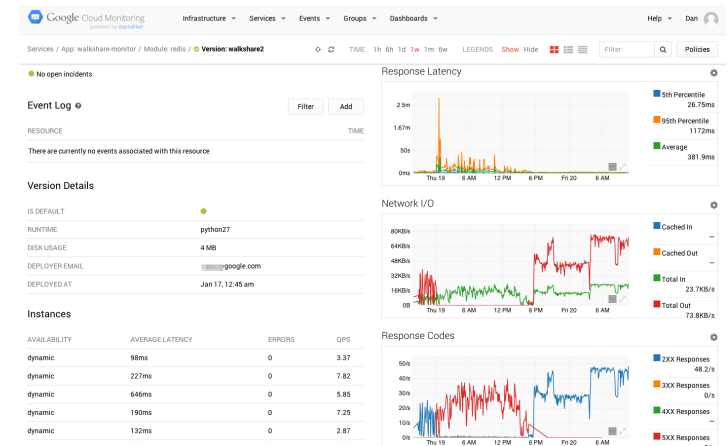 Google Cloud Monitoring
powered by stackdriver
Infrastructure Services Events Groups Dashboards Help Dan
Services / App: walkshare-monitor / Module: redis / Version: walkshare2
TIME 1h 6h 1d 1w 1m 6w LEGENDS Show Hide Filter Policies
No open incidents
Event Log
Filter Add
RESOURCE TIME
There are currently no events associated with this resource
Version Details
IS DEFAULT
RUNTIME python27
DISK USAGE 4 MB
DEPLOYER EMAIL google.com
DEPLOYED AT Jan 17, 12:45 am
Instances
AVAILABILITY AVERAGE LATENCY ERRORS QPS
dynamic 98ms 0 3.37
dynamic 227ms 0 7.82
dynamic 646ms 0 5.85
dynamic 190ms 0 7.25
dynamic 132ms 0 2.87
Response Latency
2.5m
1.67m
50s
0ms
Thu 19 6 AM 12 PM 6 PM Fri 20 6 AM
5th Percentile
26.75ms
95th Percentile
1172ms
Average
381.9ms
Network I/O
80KB/s
64KB/s
48KB/s
32KB/s
16KB/s
0B
Thu 19 6 AM 12 PM 6 PM Fri 20 6 AM
Cached In
–
Cached Out
–
Total In
23.7KB/s
Total Out
73.8KB/s
Response Codes
50/s
40/s
30/s
20/s
10/s
0/s
Thu 19 6 AM 12 PM 6 PM Fri 20 6 AM
2XX Responses
48.2/s
3XX Responses
0/s
4XX Responses
–
5XX Responses